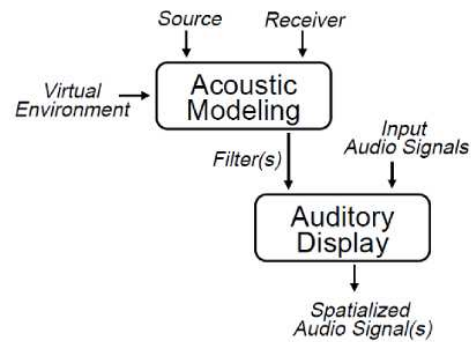 Source
Receiver
Virtual
Environment
Acoustic
Modeling
Filter(s)
Input
Audio Signals
Auditory
Display
Spatialized
Audio Signal(s)